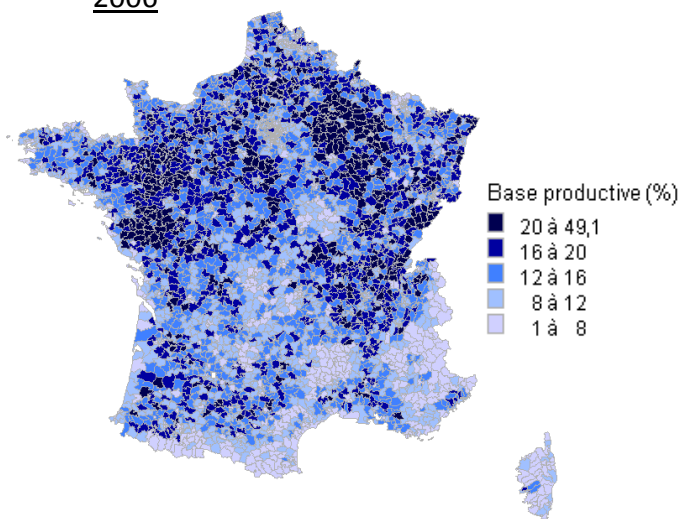 Base productive (%)
20 à 49,1
16 à 20
12 à 16
8 à 12
1 à 8